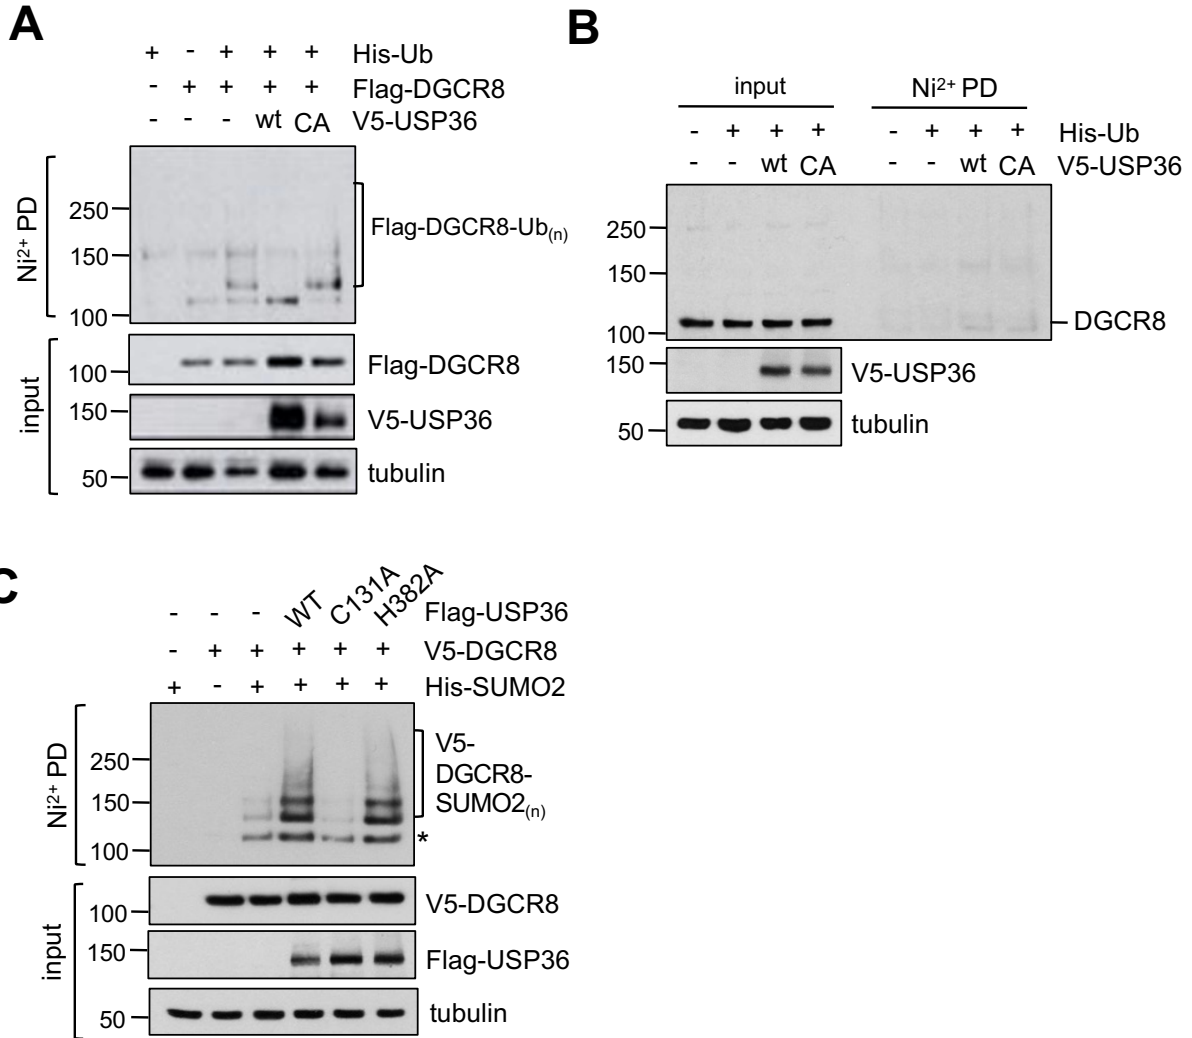 A
+ - + + + His-Ub
- + + + + Flag-DGCR8
- - - wt CA V5-USP36
Ni²⁺ PD
250
150
100
Flag-DGCR8-Ub(n)
input
100
Flag-DGCR8
150
V5-USP36
50
tubulin
B
input Ni²⁺ PD
- + + + - + + + His-Ub
- - wt CA - - wt CA V5-USP36
250
150
100
DGCR8
150
V5-USP36
50
tubulin
C
- - - WT C131A H382A Flag-USP36
- + + + + + V5-DGCR8
+ - + + + + His-SUMO2
Ni²⁺ PD
250
150
100
V5-
DGCR8-
SUMO2(n)
*
input
100
V5-DGCR8
150
Flag-USP36
50
tubulin